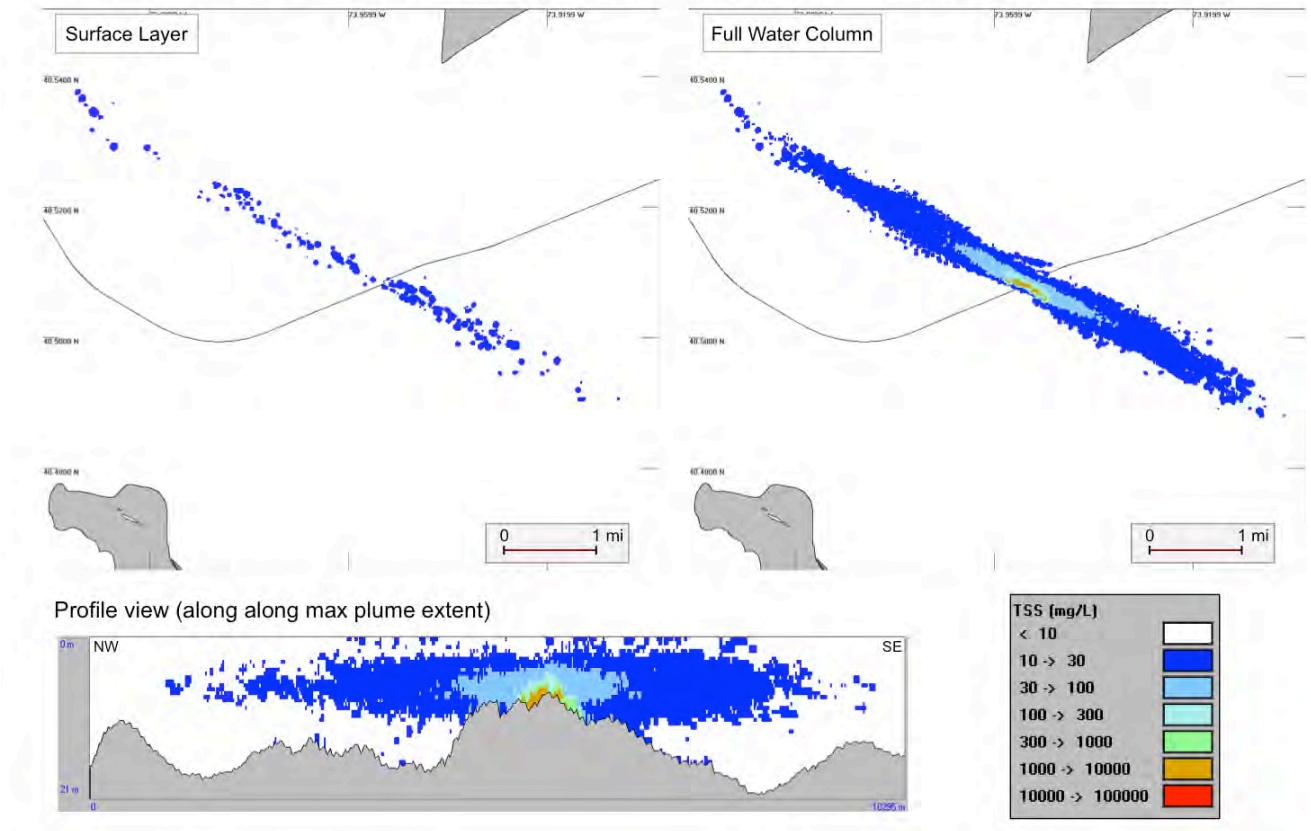 73.9599 W
73.9199 W
73.9599 W
73.9199 W
Surface Layer
Full Water Column
40.5400 N
40.5400 N
40.5200 N
40.5200 N
40.5000 N
40.5000 N
40.4800 N
40.4800 N
0 1 mi
0 1 mi
Profile view (along along max plume extent)
0 m NW SE
21 m
0 10295 m
TSS (mg/L)
< 10
10 -> 30
30 -> 100
100 -> 300
300 -> 1000
1000 -> 10000
10000 -> 100000